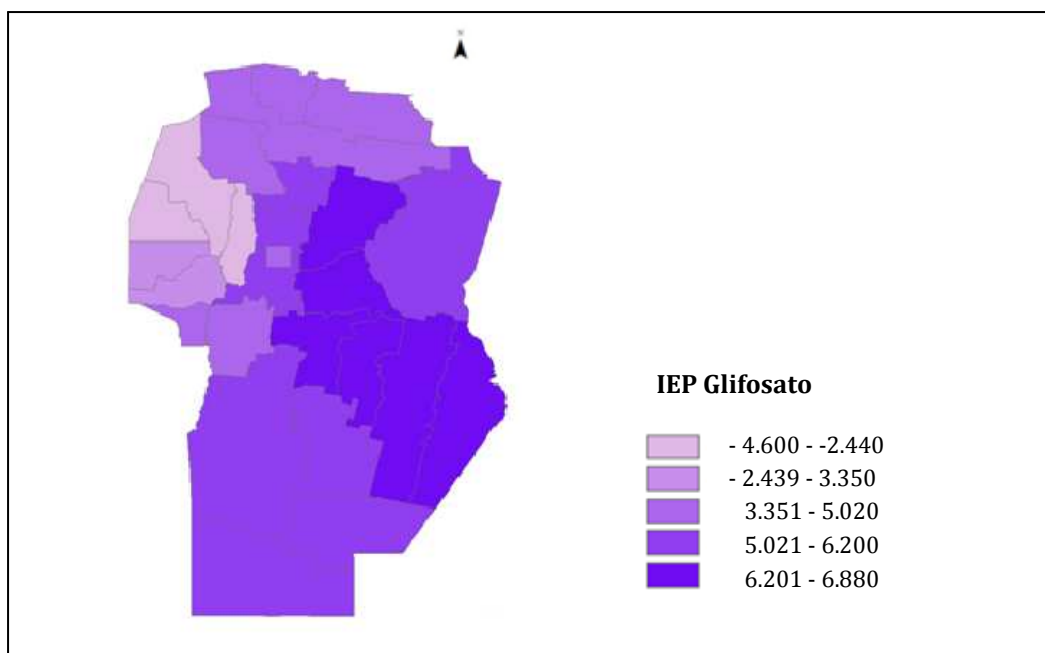 IEP Glifosato
- 4.600 - -2.440
- 2.439 - 3.350
3.351 - 5.020
5.021 - 6.200
6.201 - 6.880